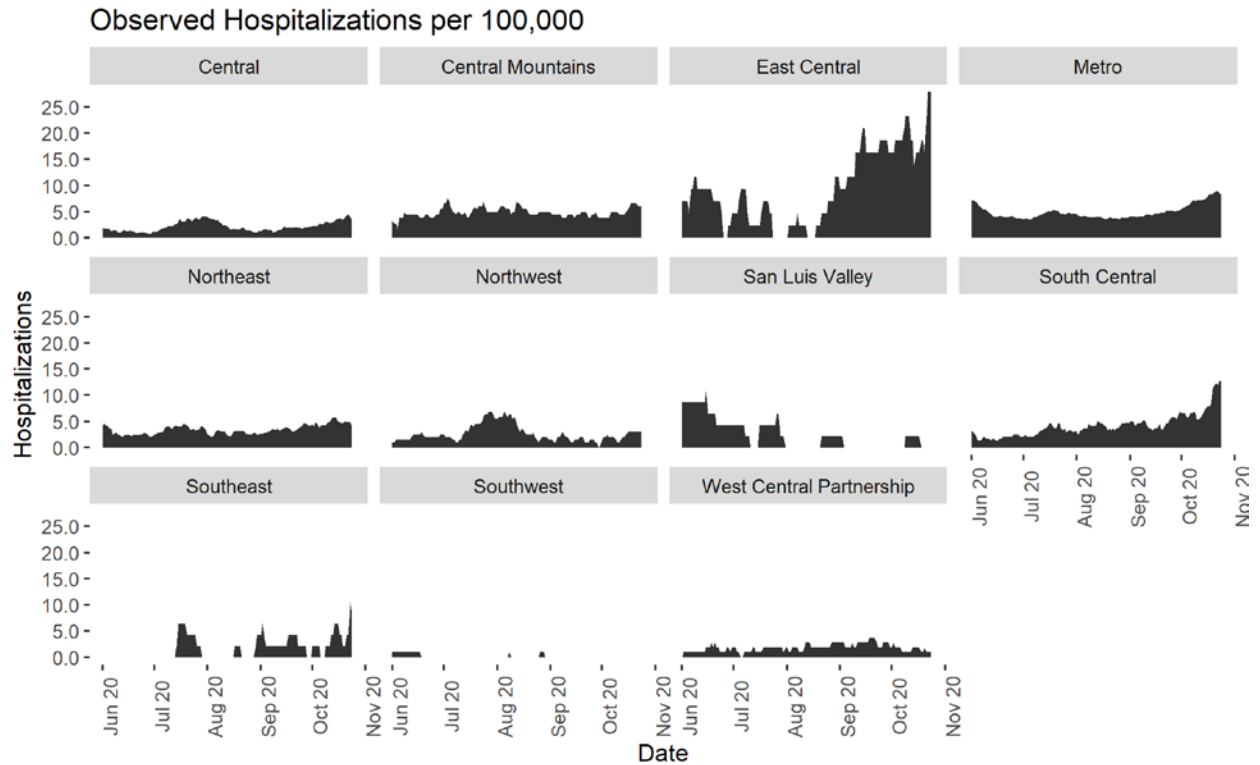 Observed Hospitalizations per 100,000
Central Central Mountains East Central Metro
25.0
20.0
15.0
10.0
5.0
0.0
Northeast Northwest San Luis Valley South Central
25.0
20.0
15.0
10.0
5.0
0.0
Hospitalizations
Jun 20 Jul 20 Aug 20 Sep 20 Oct 20 Nov 20
Southeast Southwest West Central Partnership
25.0
20.0
15.0
10.0
5.0
0.0
Jun 20 Jul 20 Aug 20 Sep 20 Oct 20 Nov 20 Jun 20 Jul 20 Aug 20 Sep 20 Oct 20 Nov 20 Jun 20 Jul 20 Aug 20 Sep 20 Oct 20 Nov 20
Date